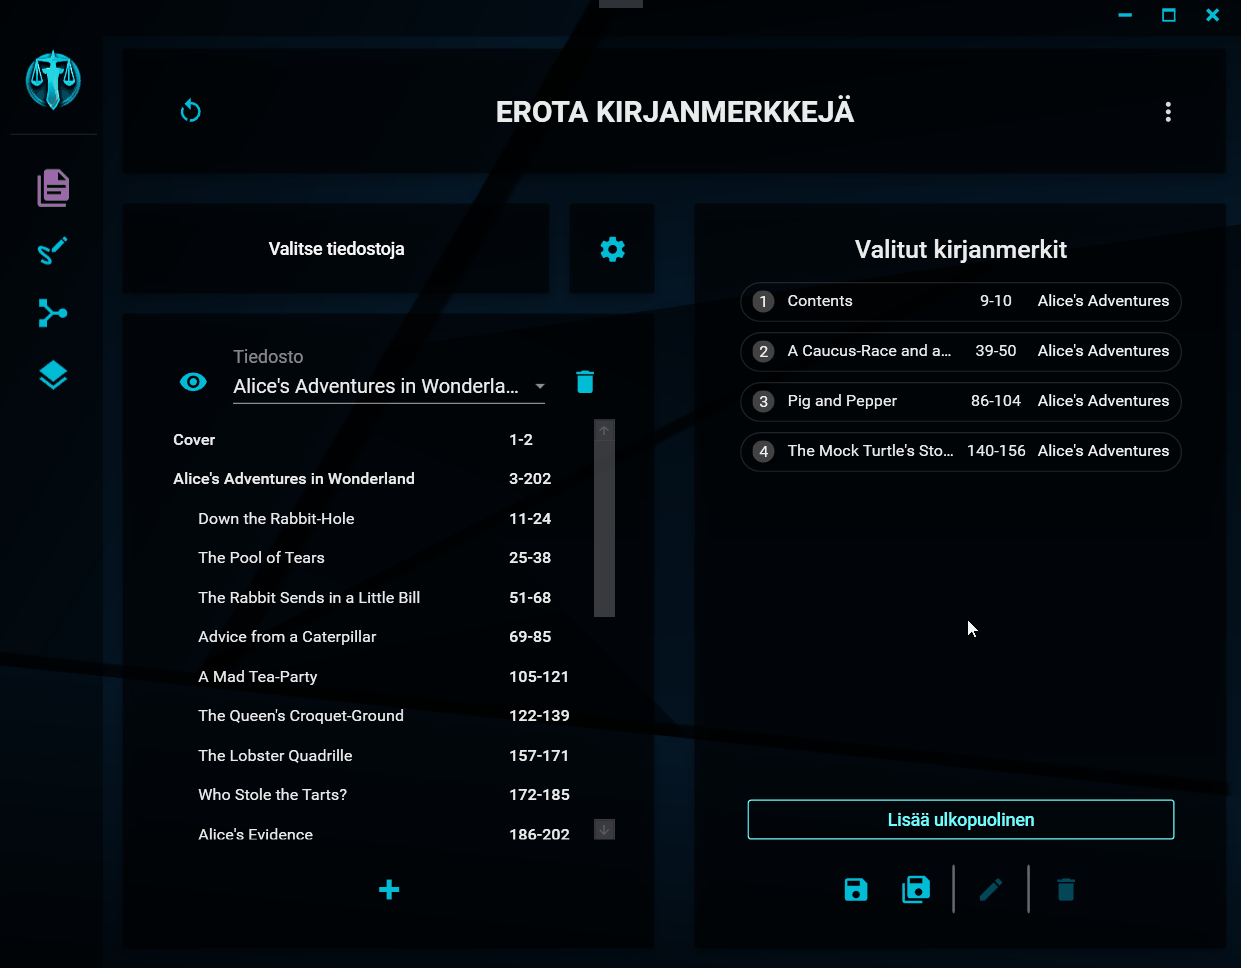 EROTA KIRJANMERKKEJÄ
Valitse tiedostoja
Tiedosto
Alice's Adventures in Wonderla...
Cover 1-2
Alice's Adventures in Wonderland 3-202
Down the Rabbit-Hole 11-24
The Pool of Tears 25-38
The Rabbit Sends in a Little Bill 51-68
Advice from a Caterpillar 69-85
A Mad Tea-Party 105-121
The Queen's Croquet-Ground 122-139
The Lobster Quadrille 157-171
Who Stole the Tarts? 172-185
Alice's Evidence 186-202
Valitut kirjanmerkit
1 Contents 9-10 Alice's Adventures
2 A Caucus-Race and a... 39-50 Alice's Adventures
3 Pig and Pepper 86-104 Alice's Adventures
4 The Mock Turtle's Sto... 140-156 Alice's Adventures
Lisää ulkopuolinen